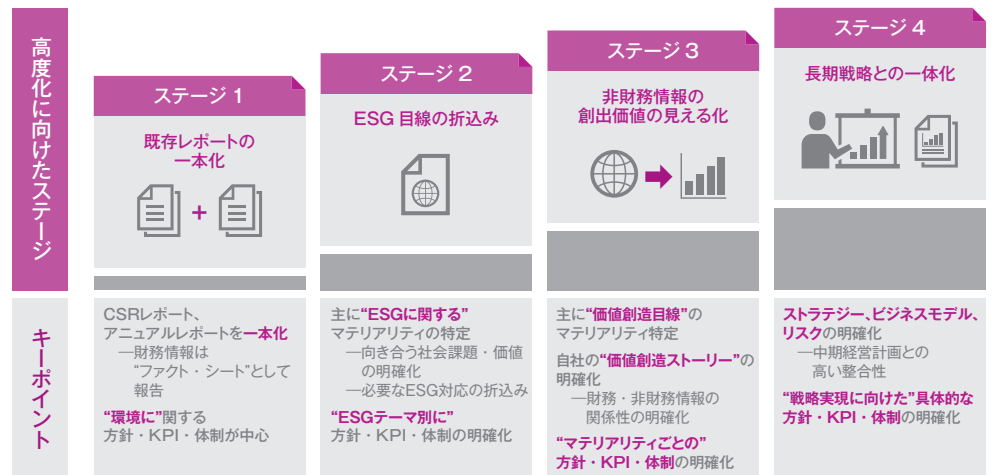 高度化に向けたステージ
ステージ 1
既存レポートの
一本化
+
ステージ 2
ESG 目線の折込み
ステージ 3
非財務情報の
創出価値の見える化
ステージ 4
長期戦略との一体化
キーポイント
CSRレポート、
アニュアルレポートを一本化
―財務情報は
“ファクト・シート”として
報告
“環境に”関する
方針・KPI・体制が中心
主に“ESGに関する”
マテリアリティの特定
―向き合う社会課題・価値
の明確化
―必要なESG対応の折込み
“ESGテーマ別に”
方針・KPI・体制の明確化
主に“価値創造目線”の
マテリアリティ特定
自社の“価値創造ストーリー”の
明確化
―財務・非財務情報の
関係性の明確化
“マテリアリティごとの”
方針・KPI・体制の明確化
ストラテジー、ビジネスモデル、
リスクの明確化
―中期経営計画との
高い整合性
“戦略実現に向けた”具体的な
方針・KPI・体制の明確化